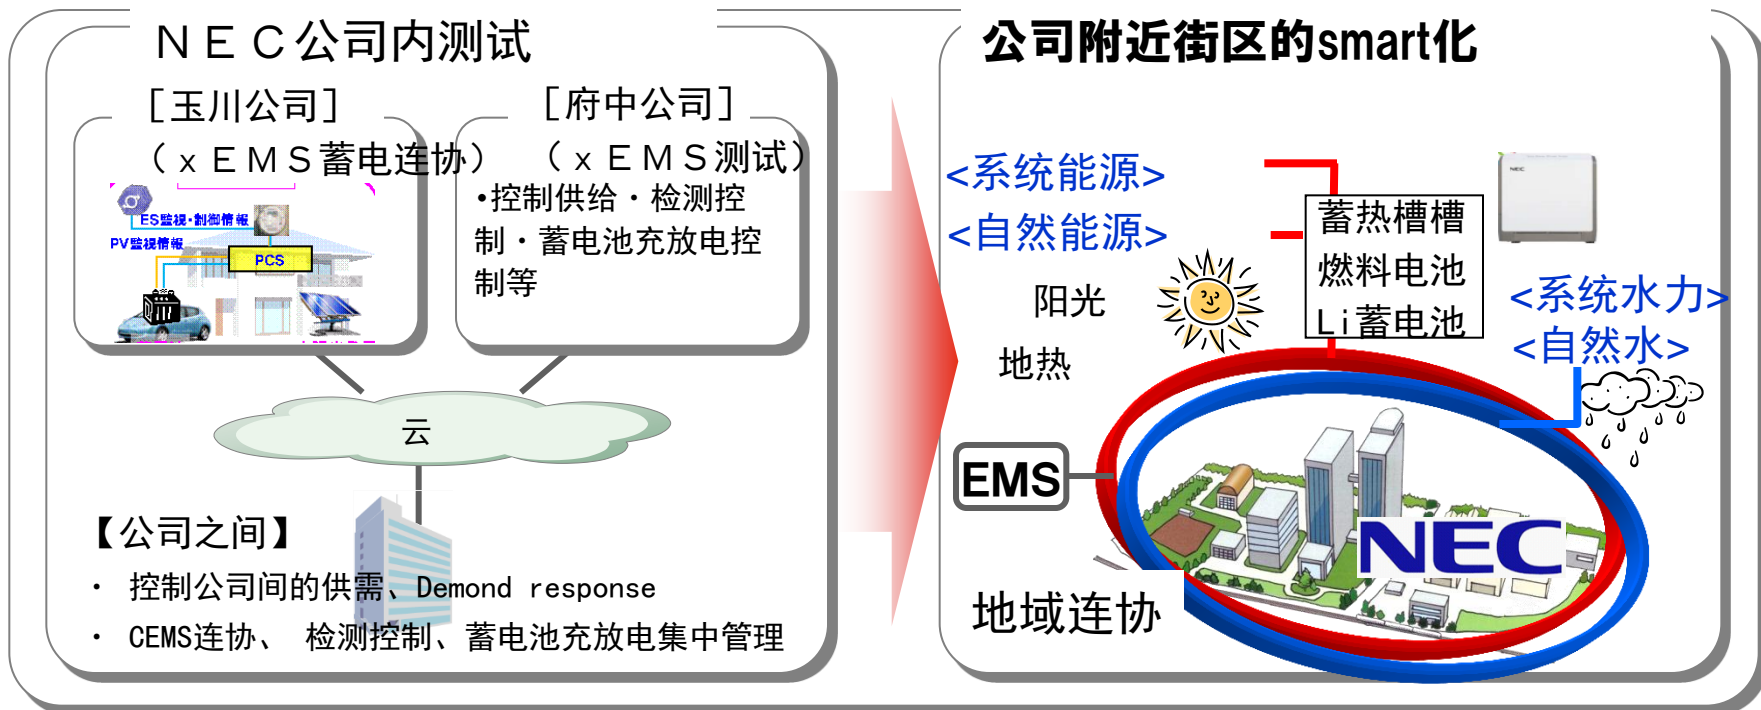 ＮＥＣ公司内测试
［玉川公司］
（ｘＥＭＳ蓄电连协）
ES監視・制御情報
PV監視情報
PCS
［府中公司］
（ｘＥＭＳ测试）
•控制供给・检测控
制・蓄电池充放电控
制等
云
【公司之间】
・ 控制公司间的供需、Demond response
・ CEMS连协、 检测控制、蓄电池充放电集中管理
公司附近街区的smart化
<系统能源>
<自然能源>
阳光
地热
蓄热槽槽
燃料电池
Li蓄电池
NEC
<系统水力>
<自然水>
EMS
NEC
地域连协